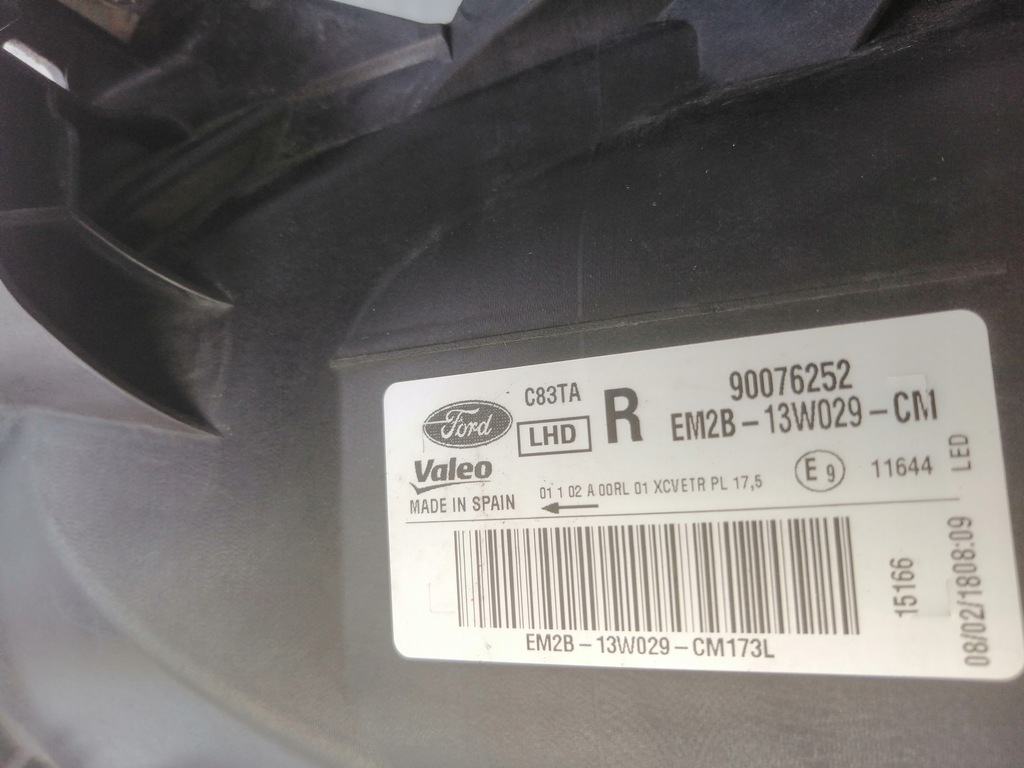 Ford
Valeo
MADE IN SPAIN
C83TA
LHD
R
90076252
EM2B-13W029-CM
01 1 02 A 00RL 01 XCVETR PL 17,5
E9
11644
LED
EM2B-13W029-CM173L
15166
08/02/1808:09